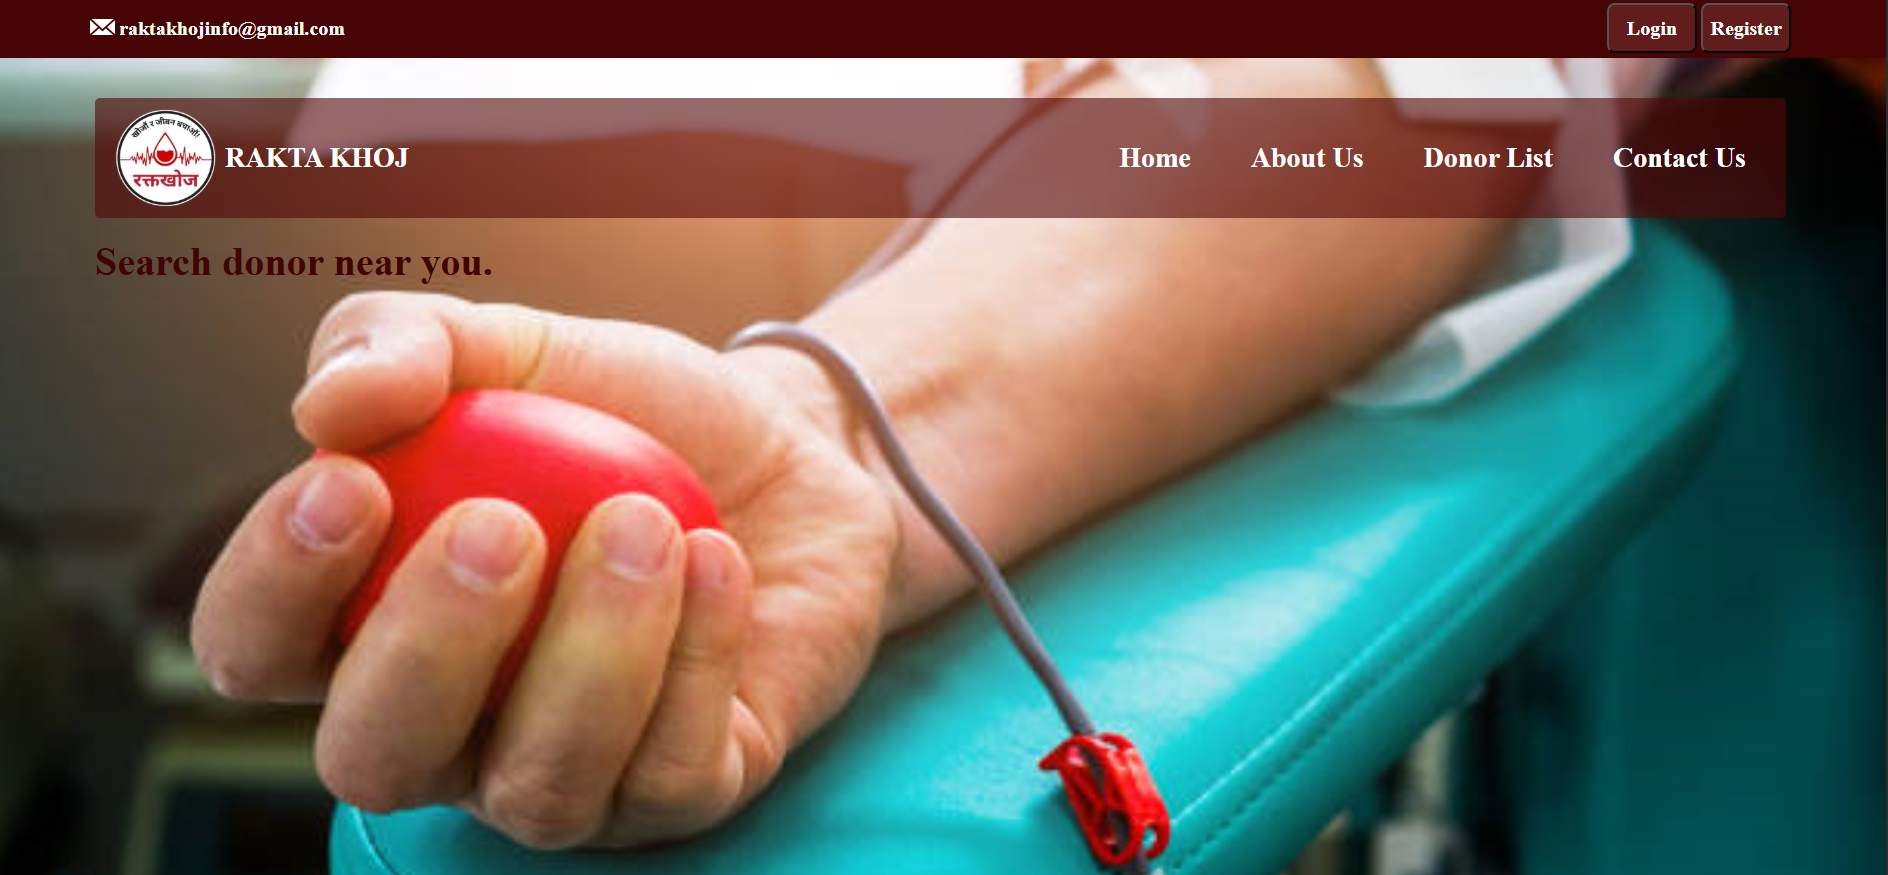 raktakhojinfo@gmail.com
Login
Register
खोजौं र जीवन बचाऔं!
रक्तखोज
RAKTA KHOJ
Home
About Us
Donor List
Contact Us
Search donor near you.